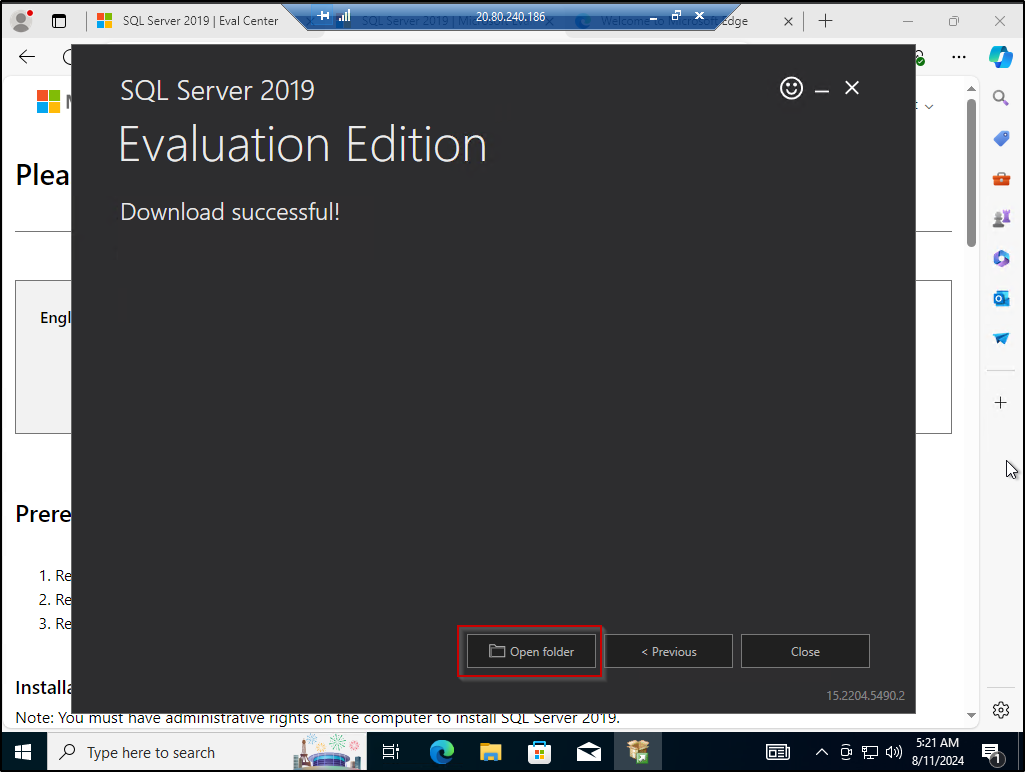 SQL Server 2019 | Eval Center
SQL Server 2019 | M
20.80.240.186
Welcome to Microsoft Edge
SQL Server 2019
Evaluation Edition
Download successful!
Plea
Engl
Prere
1. Re
2. Re
3. Re
Open folder
< Previous
Close
Installa
15.2204.5490.2
Note: You must have administrative rights on the computer to install SQL Server 2019.
Type here to search
5:21 AM
8/11/2024
1